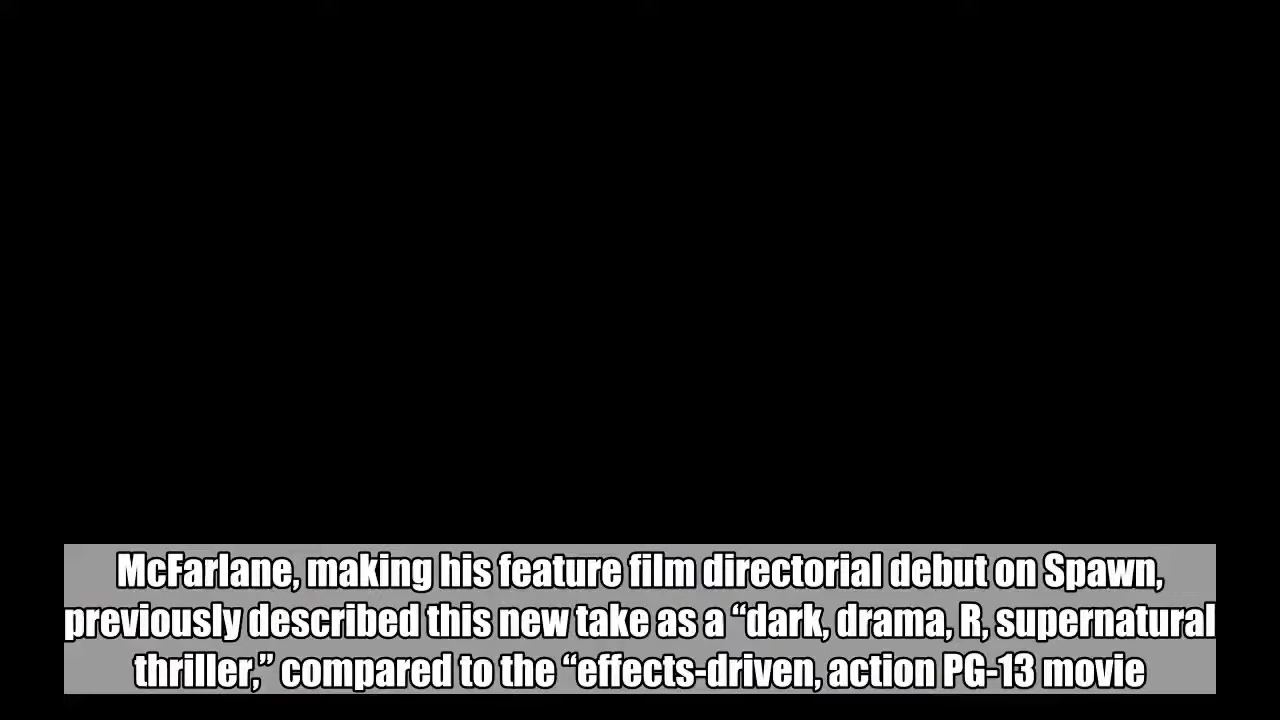 McFarlane, making his feature film directorial debut on Spawn,
previously described this new take as a “dark, drama, R, supernatural
thriller,” compared to the “effects-driven, action PG-13 movie